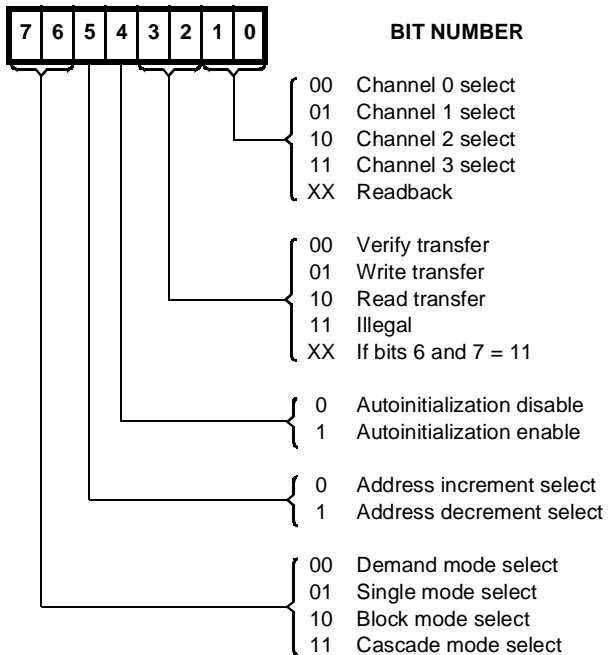 7 6 5 4 3 2 1 0 BIT NUMBER
00 Channel 0 select
01 Channel 1 select
10 Channel 2 select
11 Channel 3 select
XX Readback
00 Verify transfer
01 Write transfer
10 Read transfer
11 Illegal
XX If bits 6 and 7 = 11
0 Autoinitialization disable
1 Autoinitialization enable
0 Address increment select
1 Address decrement select
00 Demand mode select
01 Single mode select
10 Block mode select
11 Cascade mode select